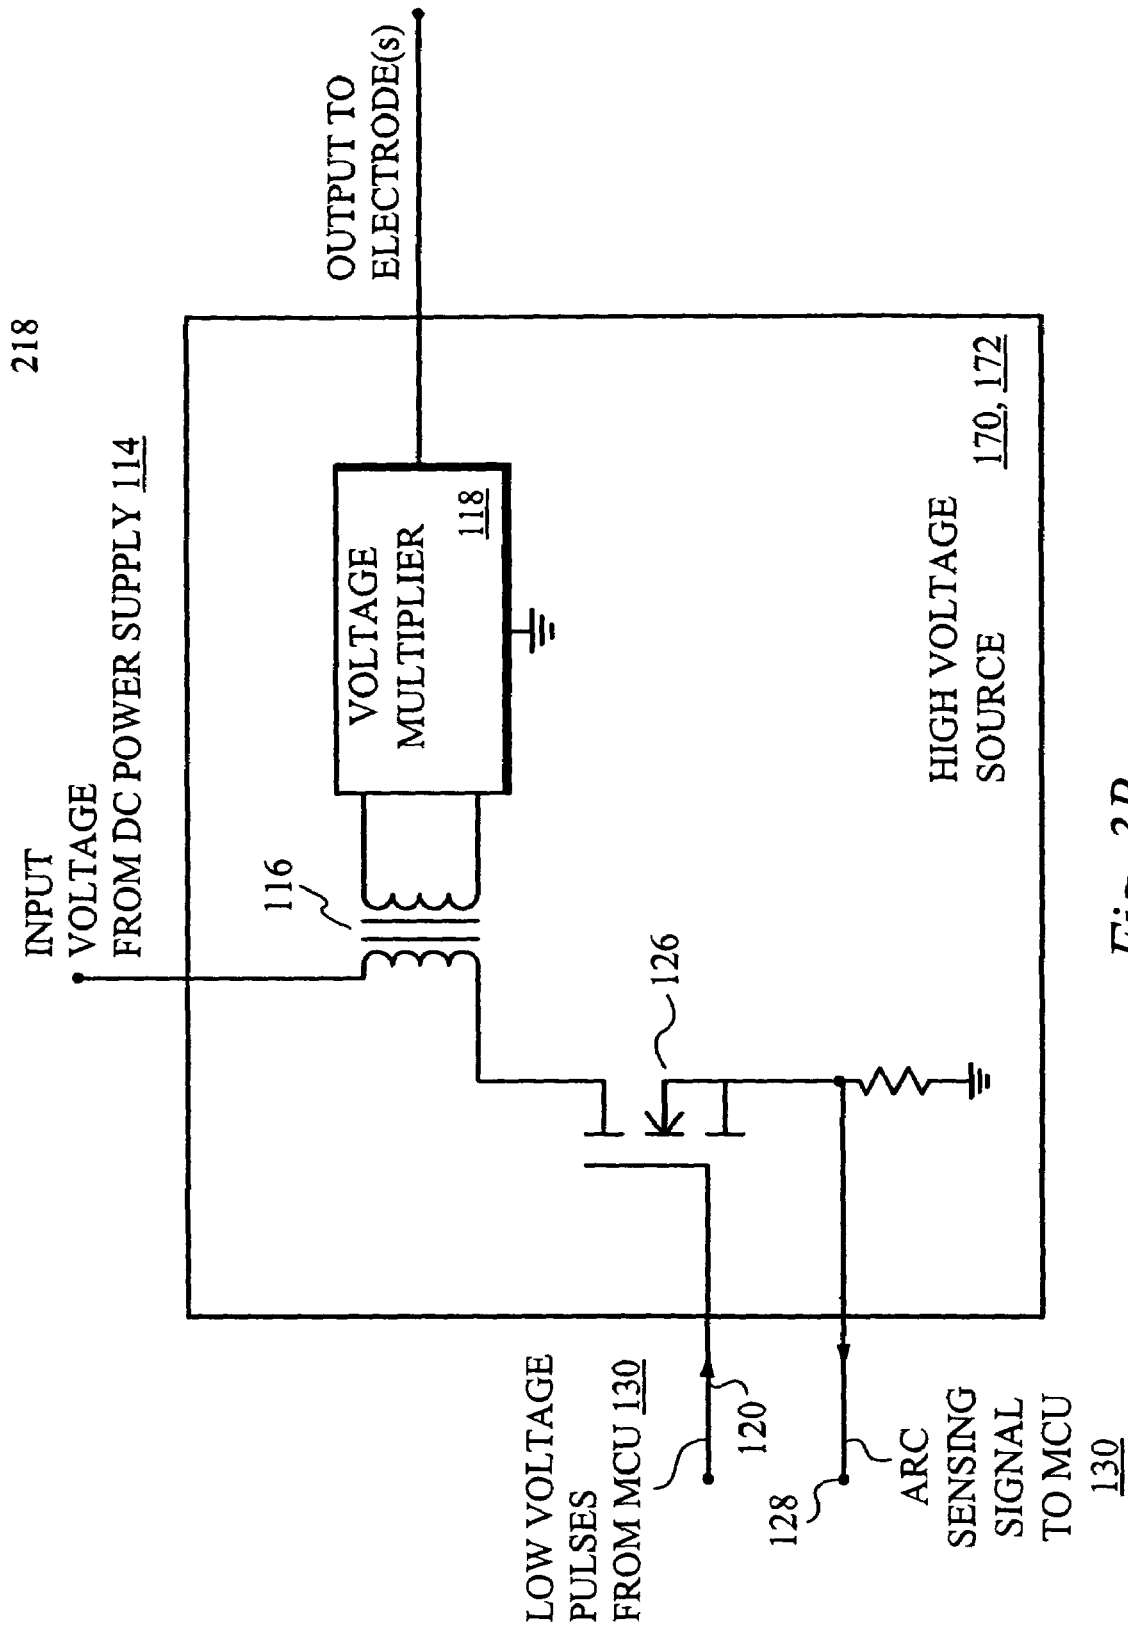 218
INPUT
VOLTAGE
FROM DC POWER SUPPLY 114
OUTPUT TO
ELECTRODE(s)
116
VOLTAGE
MULTIPLIER
118
126
LOW VOLTAGE
PULSES
FROM MCU 130
120
128
ARC
SENSING
SIGNAL
TO MCU
130
HIGH VOLTAGE
SOURCE
170, 172